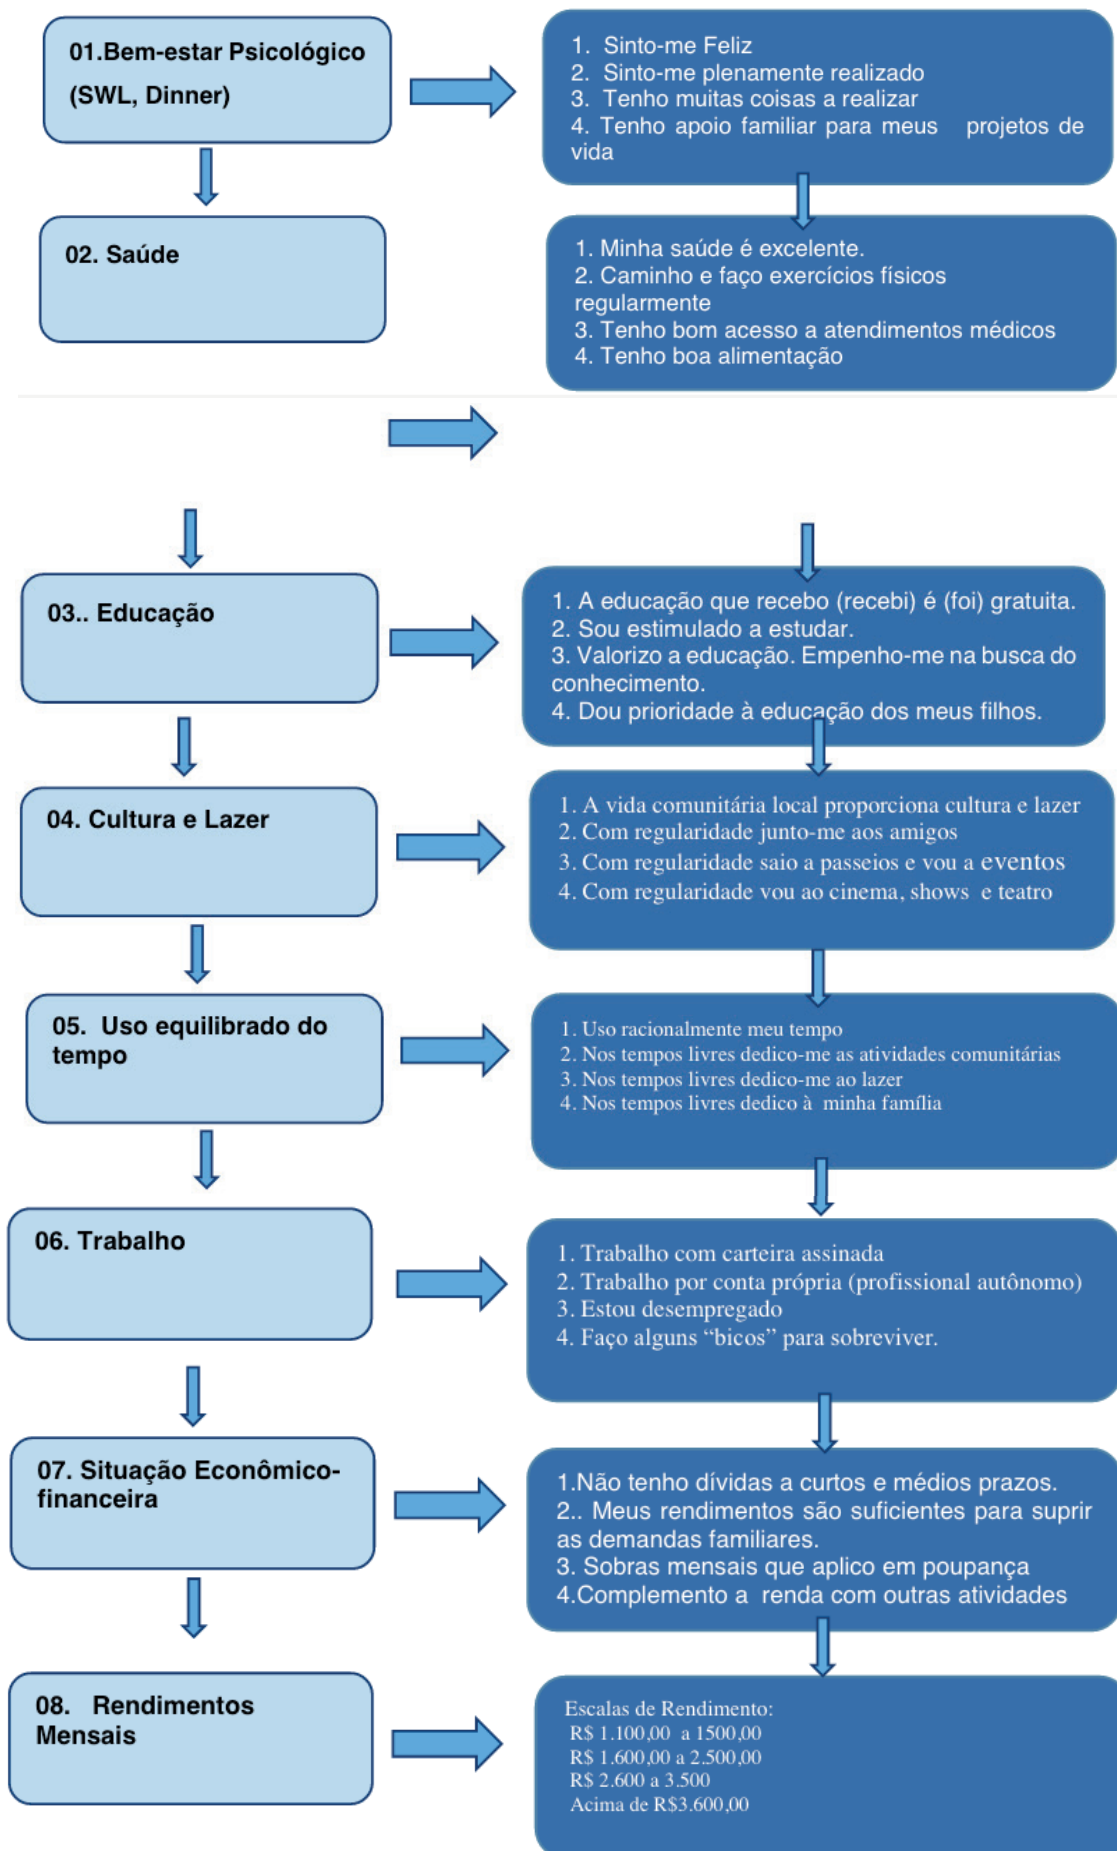 01.Bem-estar Psicológico
(SWL, Dinner)
1. Sinto-me Feliz
2. Sinto-me plenamente realizado
3. Tenho muitas coisas a realizar
4. Tenho apoio familiar para meus projetos de
vida
02. Saúde
1. Minha saúde é excelente.
2. Caminho e faço exercícios físicos
regularmente
3. Tenho bom acesso a atendimentos médicos
4. Tenho boa alimentação
03.. Educação
1. A educação que recebo (recebi) é (foi) gratuita.
2. Sou estimulado a estudar.
3. Valorizo a educação. Empenho-me na busca do
conhecimento.
4. Dou prioridade à educação dos meus filhos.
04. Cultura e Lazer
1. A vida comunitária local proporciona cultura e lazer
2. Com regularidade junto-me aos amigos
3. Com regularidade saio a passeios e vou a eventos
4. Com regularidade vou ao cinema, shows e teatro
05. Uso equilibrado do
tempo
1. Uso racionalmente meu tempo
2. Nos tempos livres dedico-me as atividades comunitárias
3. Nos tempos livres dedico-me ao lazer
4. Nos tempos livres dedico à minha família
06. Trabalho
1. Trabalho com carteira assinada
2. Trabalho por conta própria (profissional autônomo)
3. Estou desempregado
4. Faço alguns “bicos” para sobreviver.
07. Situação Econômico-
financeira
1.Não tenho dívidas a curtos e médios prazos.
2.. Meus rendimentos são suficientes para suprir
as demandas familiares.
3. Sobras mensais que aplico em poupança
4.Complemento a renda com outras atividades
08. Rendimentos
Mensais
Escalas de Rendimento:
R$ 1.100,00 a 1500,00
R$ 1.600,00 a 2.500,00
R$ 2.600 a 3.500
Acima de R$3.600,00